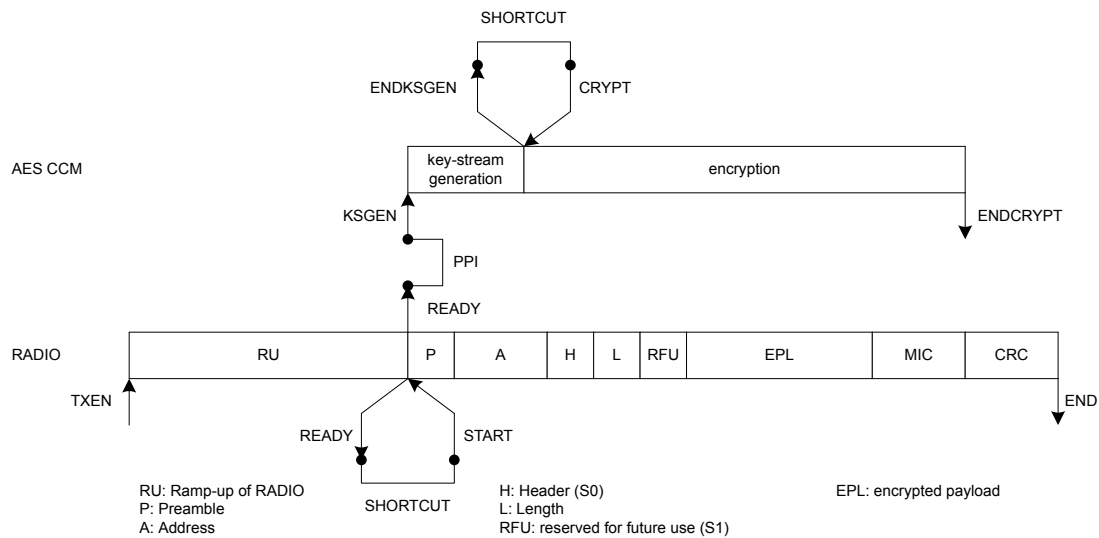 SHORTCUT
ENDKSGEN
CRYPT
AES CCM
key-stream
generation
encryption
KSGEN
ENDCRYPT
PPI
READY
RADIO
RU
P
A
H
L
RFU
EPL
MIC
CRC
TXEN
END
READY
START
SHORTCUT
RU: Ramp-up of RADIO
P: Preamble
A: Address
H: Header (S0)
L: Length
RFU: reserved for future use (S1)
EPL: encrypted payload